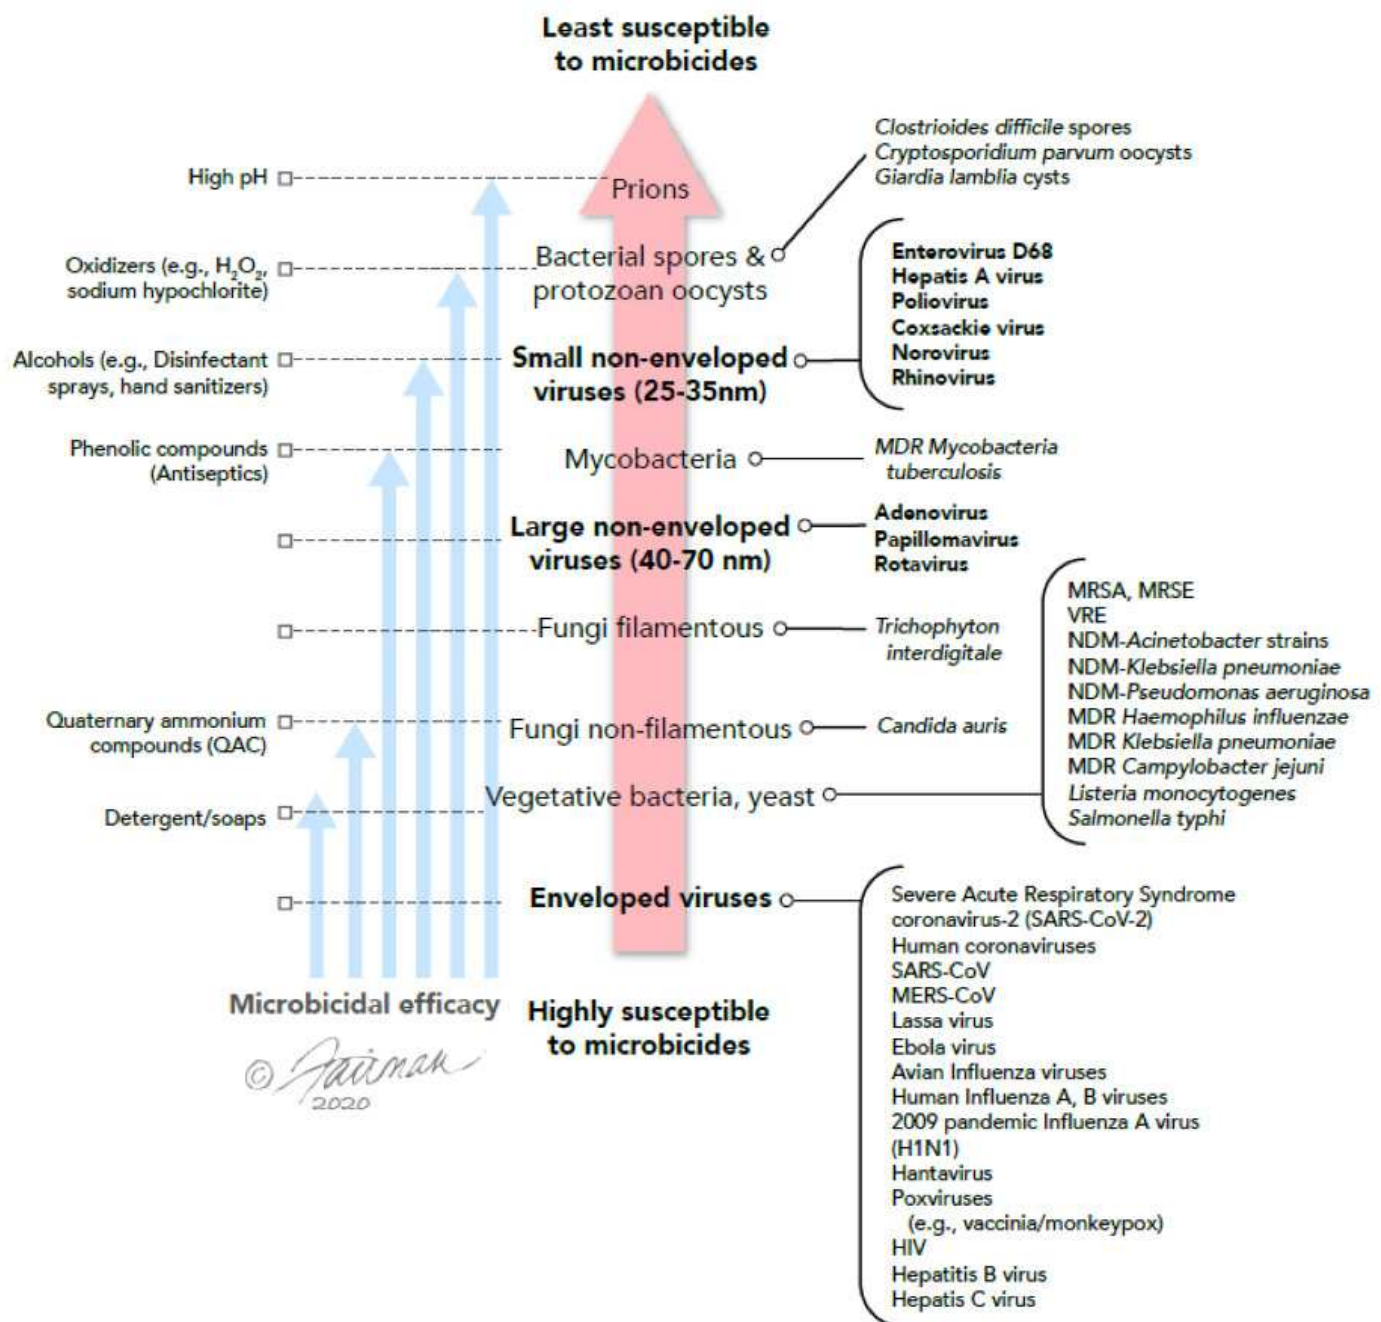 Least susceptible
to microbicides
High pH
Prions
Clostrioides difficile spores
Cryptosporidium parvum oocysts
Giardia lamblia cysts
Oxidizers (e.g., H₂O₂,
sodium hypochlorite)
Bacterial spores &
protozoan oocysts
Alcohols (e.g., Disinfectant
sprays, hand sanitizers)
Small non-enveloped
viruses (25-35nm)
Enterovirus D68
Hepatis A virus
Poliovirus
Coxsackie virus
Norovirus
Rhinovirus
Phenolic compounds
(Antiseptics)
Mycobacteria
MDR Mycobacteria
tuberculosis
Large non-enveloped
viruses (40-70 nm)
Adenovirus
Papillomavirus
Rotavirus
Fungi filamentous
Trichophyton
interdigitale
Quaternary ammonium
compounds (QAC)
Fungi non-filamentous
Candida auris
Detergent/soaps
Vegetative bacteria, yeast
MRSA, MRSE
VRE
NDM-Acinetobacter strains
NDM-Klebsiella pneumoniae
NDM-Pseudomonas aeruginosa
MDR Haemophilus influenzae
MDR Klebsiella pneumoniae
MDR Campylobacter jejuni
Listeria monocytogenes
Salmonella typhi
Enveloped viruses
Severe Acute Respiratory Syndrome
coronavirus-2 (SARS-CoV-2)
Human coronaviruses
SARS-CoV
MERS-CoV
Lassa virus
Ebola virus
Avian Influenza viruses
Human Influenza A, B viruses
2009 pandemic Influenza A virus
(H1N1)
Hantavirus
Poxviruses
(e.g., vaccinia/monkeypox)
HIV
Hepatitis B virus
Hepatis C virus
Microbicidal efficacy
Highly susceptible
to microbicides
©
2020